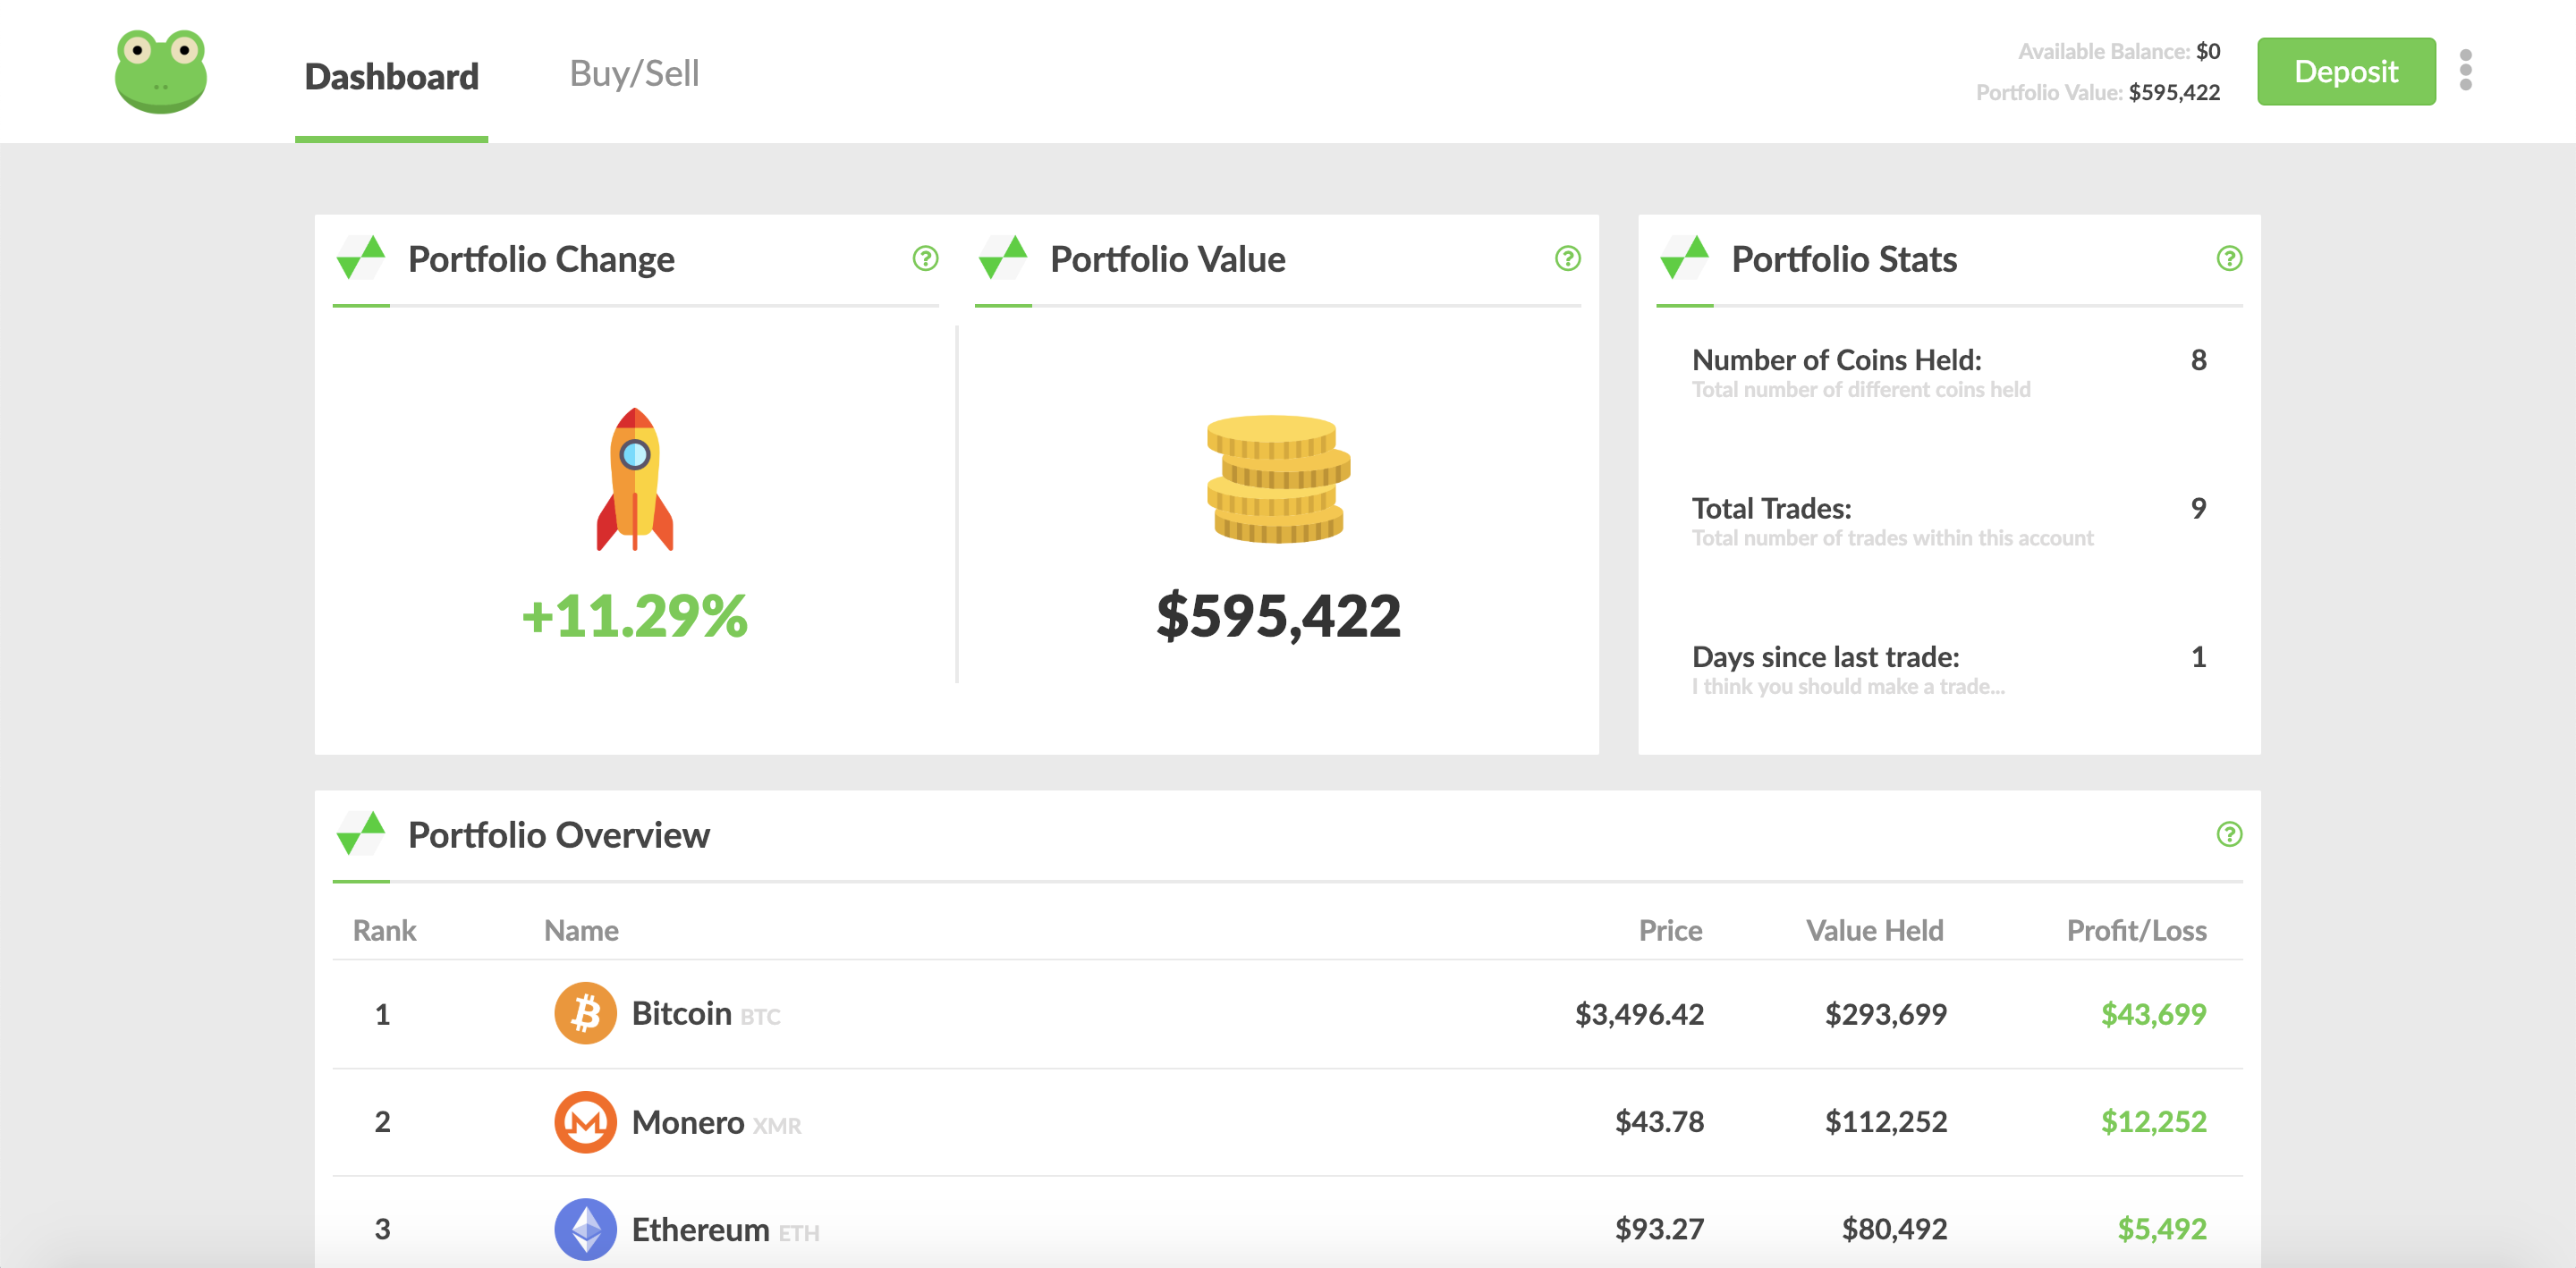 Dashboard
Buy/Sell
Available Balance: $0
Portfolio Value: $595,422
Deposit
Portfolio Change
?
Portfolio Value
?
Portfolio Stats
?
+11.29%
$595,422
Number of Coins Held: 8
Total number of different coins held
Total Trades: 9
Total number of trades within this account
Days since last trade: 1
I think you should make a trade...
Portfolio Overview
?
Rank Name Price Value Held Profit/Loss
1 Bitcoin BTC $3,496.42 $293,699 $43,699
2 Monero XMR $43.78 $112,252 $12,252
3 Ethereum ETH $93.27 $80,492 $5,492